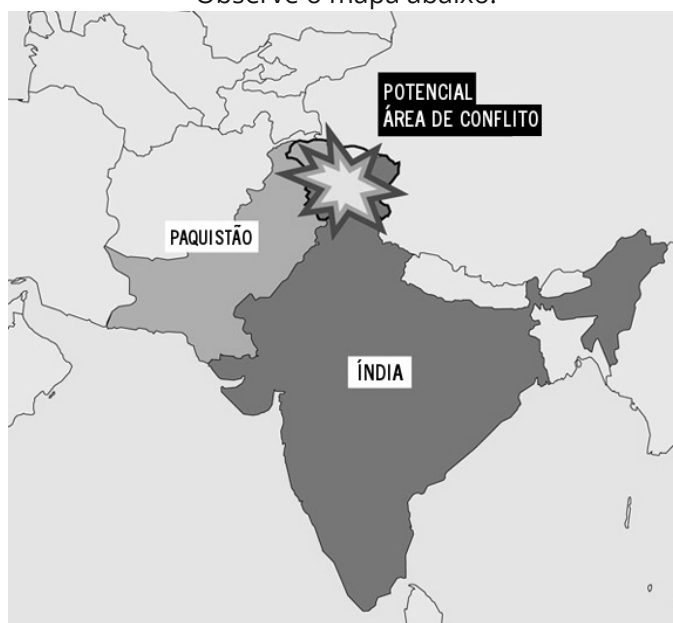 Observe o mapa abaixo.
POTENCIAL
ÁREA DE CONFLITO
PAQUISTÃO
ÍNDIA